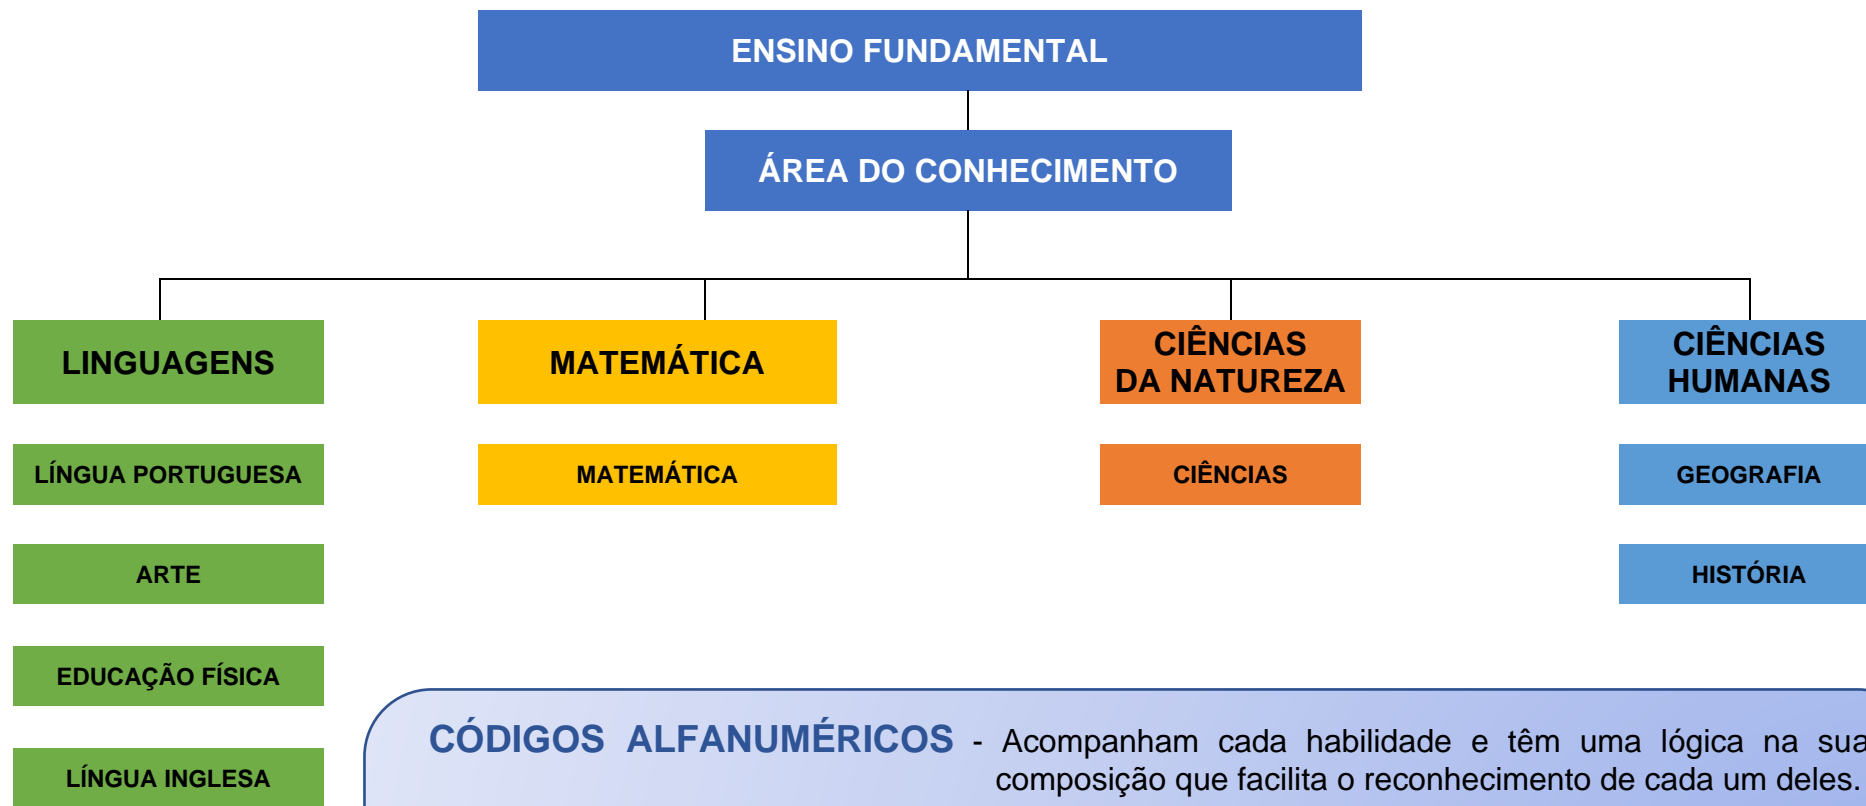 ENSINO FUNDAMENTAL
ÁREA DO CONHECIMENTO
LINGUAGENS
MATEMÁTICA
CIÊNCIAS
DA NATUREZA
CIÊNCIAS
HUMANAS
LÍNGUA PORTUGUESA
MATEMÁTICA
CIÊNCIAS
GEOGRAFIA
ARTE
HISTÓRIA
EDUCAÇÃO FÍSICA
LÍNGUA INGLESA
CÓDIGOS ALFANUMÉRICOS - Acompanham cada habilidade e têm uma lógica na sua
composição que facilita o reconhecimento de cada um deles.